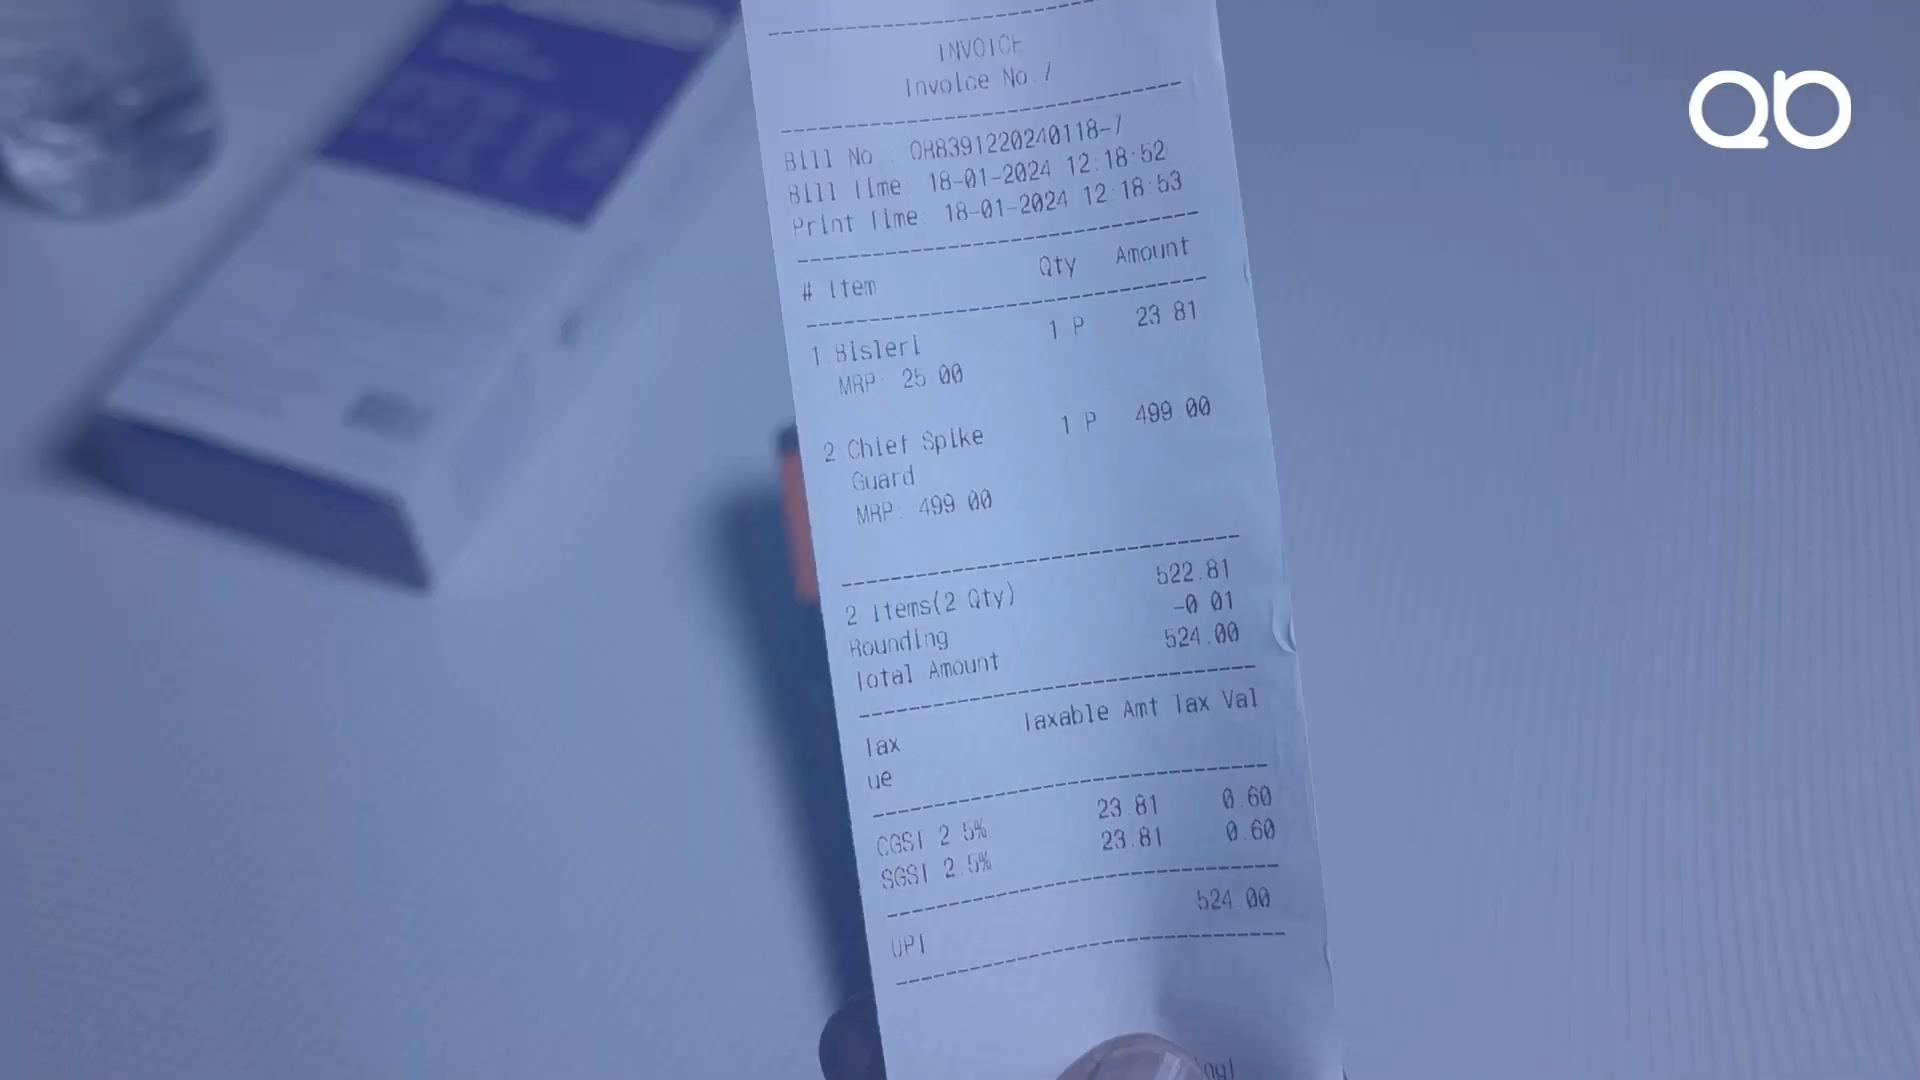 INVOICE
Invoice No 7
Bill No : OR8391220240118-7
Bill Time: 18-01-2024 12:18:52
Print Time: 18-01-2024 12:18:53
# Item Qty Amount
1 Bisleri 1 P 23.81
MRP: 25.00
2 Chief Spike 1 P 499.00
Guard
MRP: 499.00
2 Items(2 Qty) 522.81
Rounding -0.01
Total Amount 524.00
Tax Taxable Amt Tax Val
ue
CGST 2.5% 23.81 0.60
SGST 2.5% 23.81 0.60
UPI 524.00